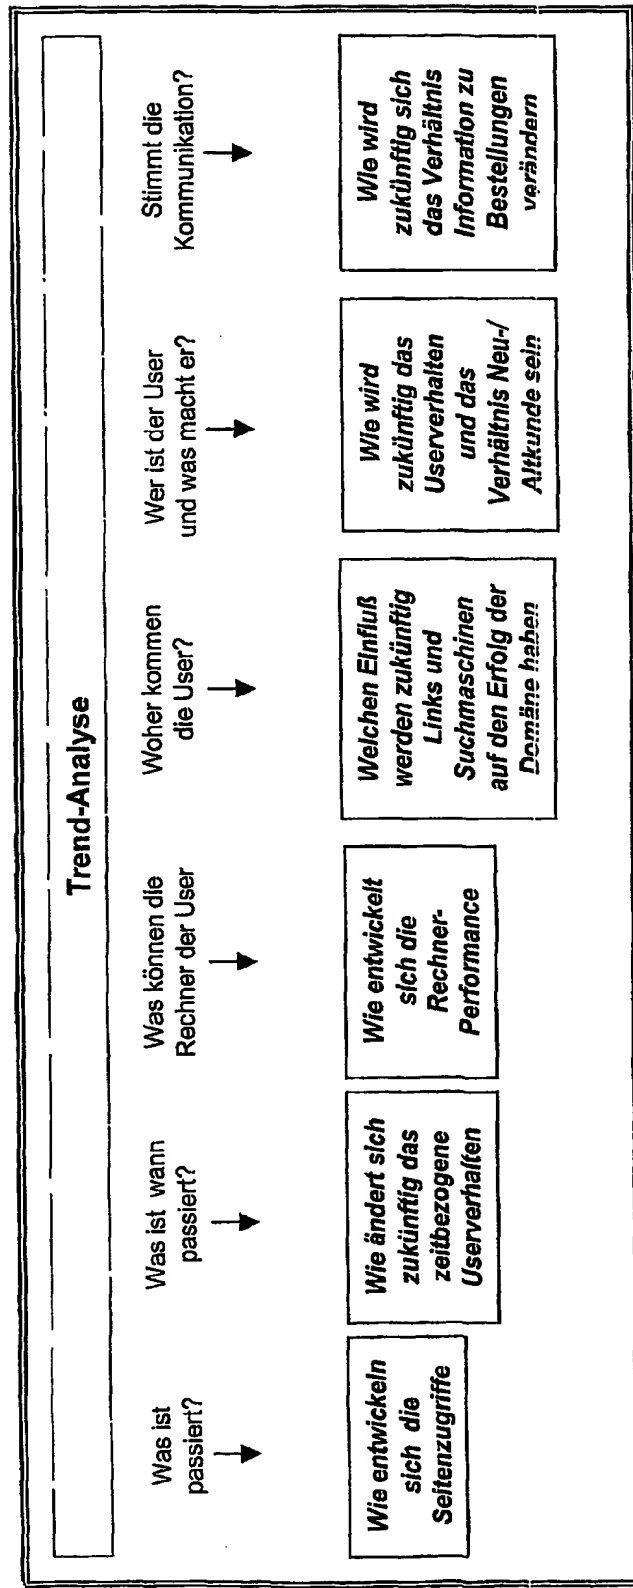 Trend-Analyse
Was ist
passiert?
Wie entwickeln
sich die
Seitenzugriffe
Was ist wann
passiert?
Wie ändert sich
zukünftig das
zeitbezogene
Userverhalten
Was können die
Rechner der User
Wie entwickelt
sich die
Rechner-
Performance
Woher kommen
die User?
Welchen Einfluß
werden zukünftig
Links und
Suchmaschinen
auf den Erfolg der
Domäne haben
Wer ist der User
und was macht er?
Wie wird
zukünftig das
Userverhalten
und das
Verhältnis Neu-/
Altkunde sein
Stimmt die
Kommunikation?
Wie wird
zukünftig sich
das Verhältnis
Information zu
Bestellungen
verändern